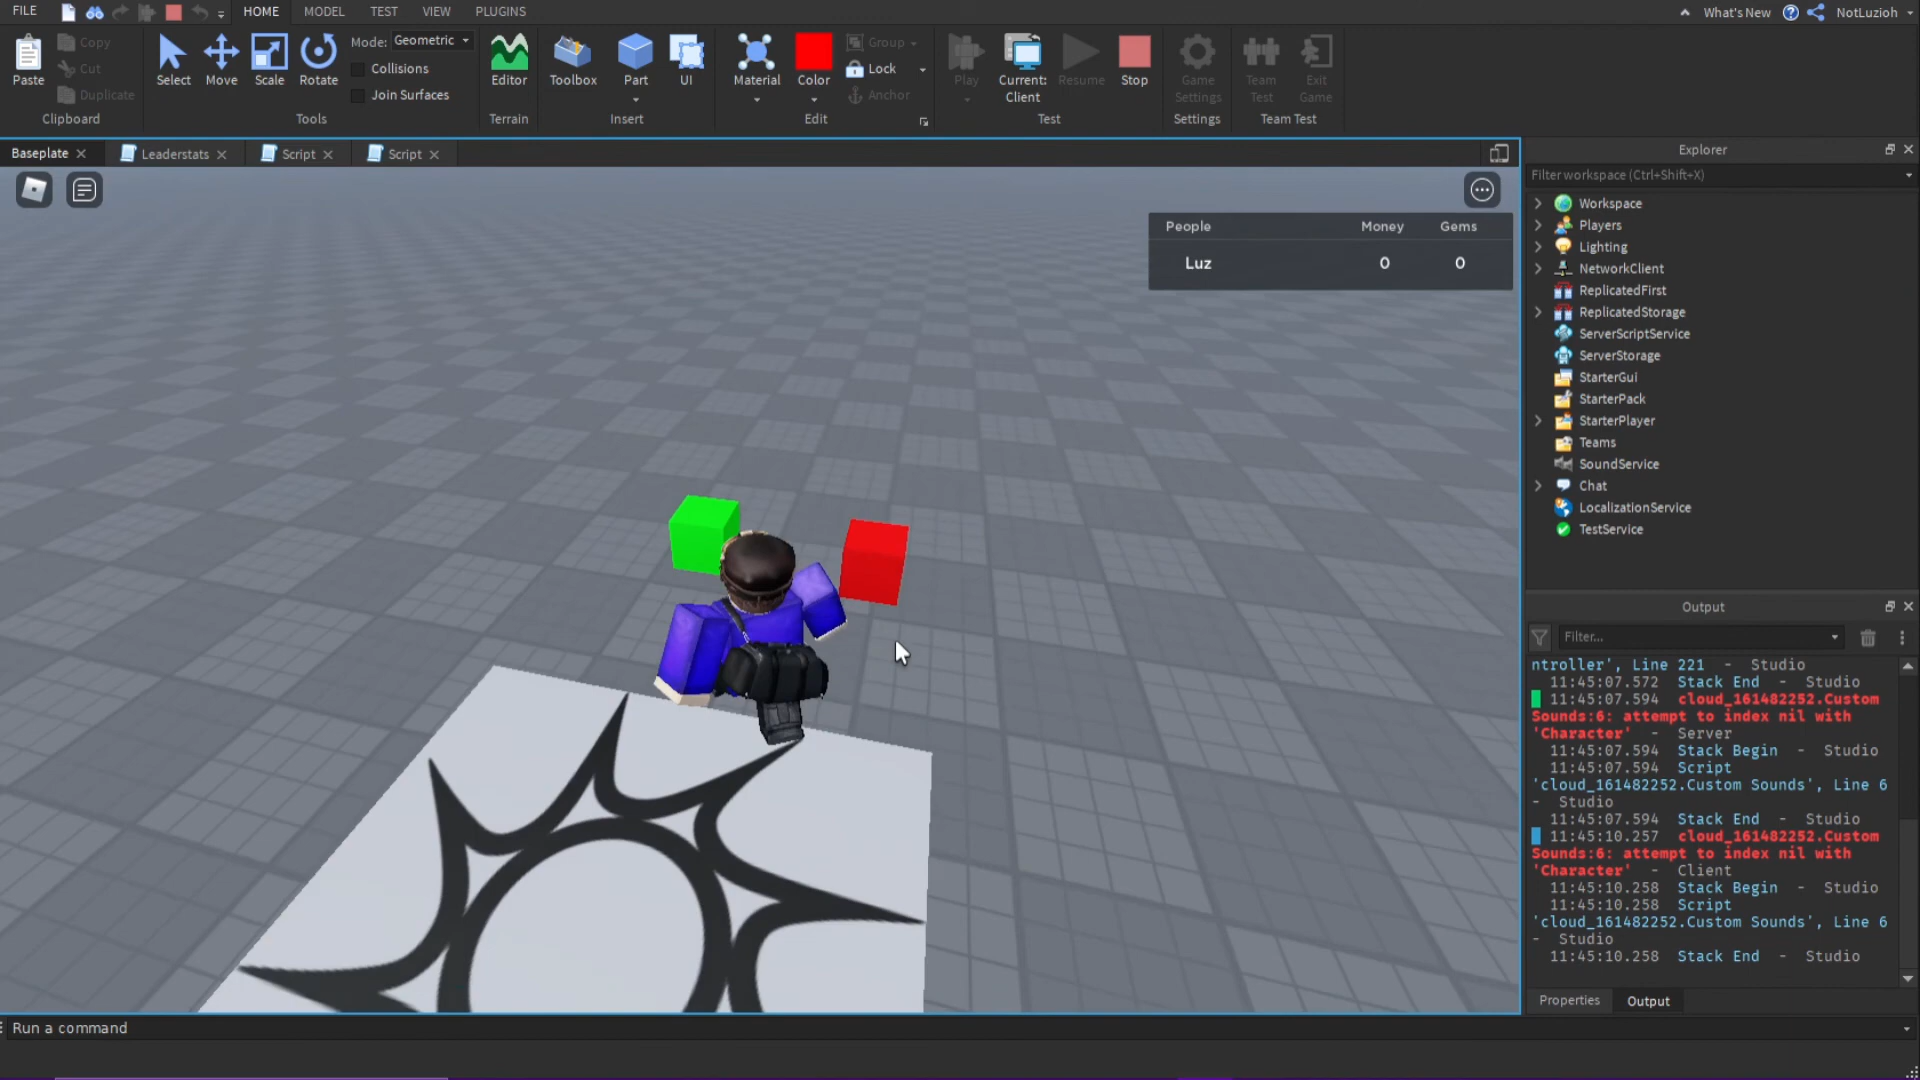 FILE
HOME
MODEL
TEST
VIEW
PLUGINS
What's New
NotLuzioh
Paste
Copy
Cut
Duplicate
Clipboard
Select
Move
Scale
Rotate
Mode: Geometric
Collisions
Join Surfaces
Tools
Editor
Terrain
Toolbox
Part
UI
Insert
Material
Color
Group
Lock
Anchor
Edit
Play
Current:
Client
Resume
Stop
Test
Game
Settings
Settings
Team
Test
Exit
Game
Team Test
Baseplate
Leaderstats
Script
Script
People Money Gems
Luz 0 0
Explorer
Filter workspace (Ctrl+Shift+X)
Workspace
Players
Lighting
NetworkClient
ReplicatedFirst
ReplicatedStorage
ServerScriptService
ServerStorage
StarterGui
StarterPack
StarterPlayer
Teams
SoundService
Chat
LocalizationService
TestService
Output
Filter...
ntroller', Line 221 - Studio
11:45:07.572 Stack End - Studio
11:45:07.594 cloud_161482252.Custom
Sounds:6: attempt to index nil with
'Character' - Server
11:45:07.594 Stack Begin - Studio
11:45:07.594 Script
'cloud_161482252.Custom Sounds', Line 6
- Studio
11:45:07.594 Stack End - Studio
11:45:10.257 cloud_161482252.Custom
Sounds:6: attempt to index nil with
'Character' - Client
11:45:10.258 Stack Begin - Studio
11:45:10.258 Script
'cloud_161482252.Custom Sounds', Line 6
- Studio
11:45:10.258 Stack End - Studio
Properties
Output
Run a command